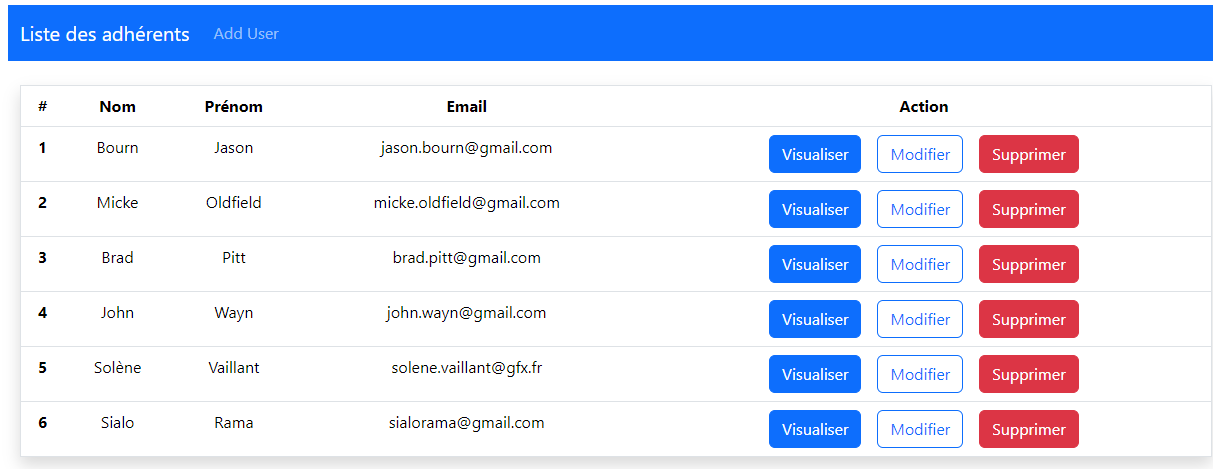 Liste des adhérents Add User
# Nom Prénom Email Action
1 Bourn Jason jason.bourn@gmail.com Visualiser Modifier Supprimer
2 Micke Oldfield micke.oldfield@gmail.com Visualiser Modifier Supprimer
3 Brad Pitt brad.pitt@gmail.com Visualiser Modifier Supprimer
4 John Wayn john.wayn@gmail.com Visualiser Modifier Supprimer
5 Solène Vaillant solene.vaillant@gfx.fr Visualiser Modifier Supprimer
6 Sialo Rama sialorama@gmail.com Visualiser Modifier Supprimer